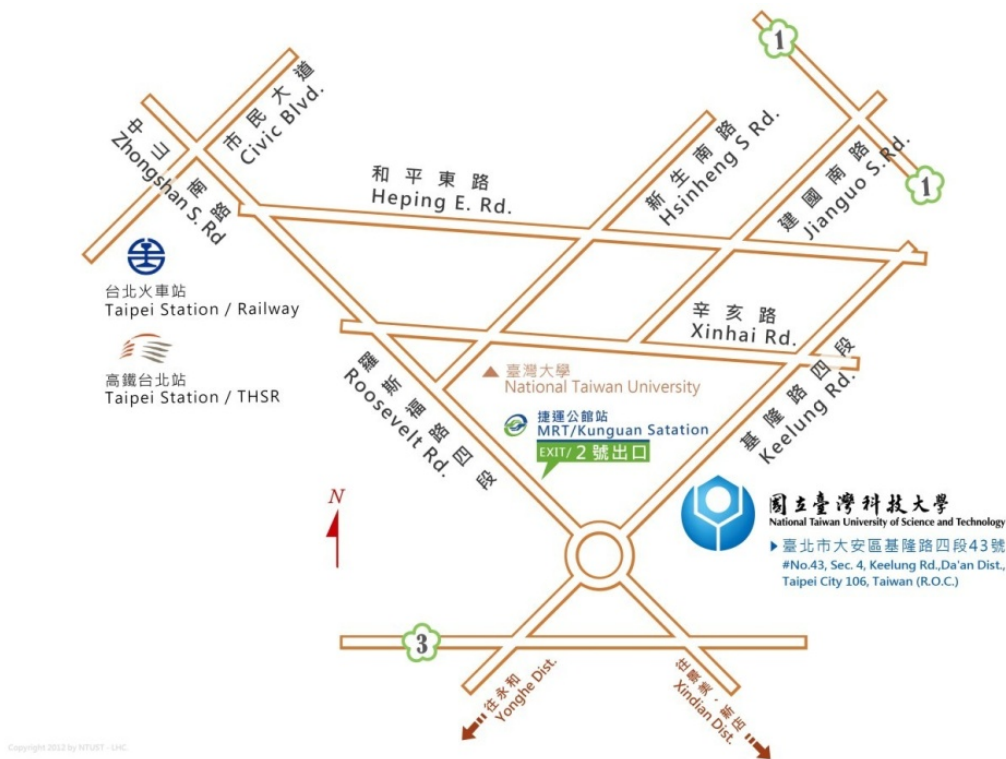 1
1
市民大道
Civic Blvd.
中山南路
Zhongshan S. Rd
和平東路
Heping E. Rd.
新生南路
Hsinheng S Rd.
建國南路
Jianguo S.Rd.
台北火車站
Taipei Station / Railway
高鐵台北站
Taipei Station / THSR
辛亥路
Xinhai Rd.
臺灣大學
National Taiwan University
羅斯福路四段
Roosevelt Rd.
捷運公館站
MRT/Kunguan Satation
EXIT/ 2 號出口
基隆路四段
Keelung Rd.
N
國立臺灣科技大學
National Taiwan University of Science and Technology
臺北市大安區基隆路四段43號
#No.43, Sec. 4, Keelung Rd.,Da'an Dist.,
Taipei City 106, Taiwan (R.O.C.)
3
往永和
Yonghe Dist.
往景美、新店
Xindian Dist.
Copyright 2012 by NTUST - LHC